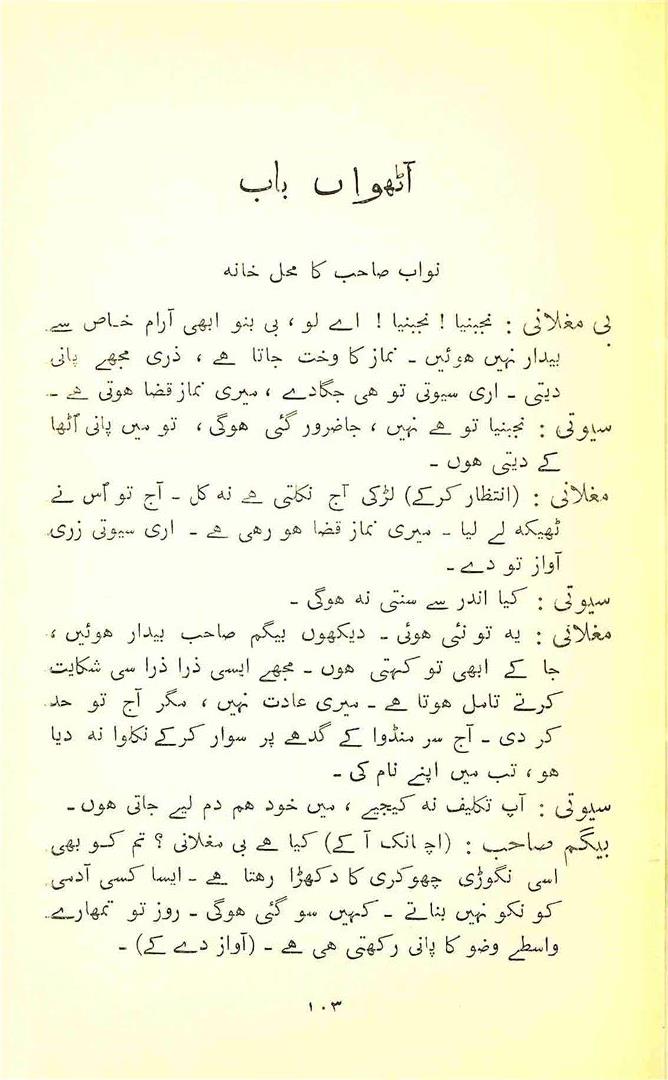 آٹھواں باب
نواب صاحب کا محل خانہ
بی مغلانی : نجبنیا ! نجبنیا ! اے لو ، بی بنو ابھی آرام خاص سے
بیدار نہیں ہوئیں ۔ نماز کا وخت جاتا ہے ، ذری مجھے پانی
دیتی ۔ اری سیوتی تو ہی جگا دے ، میری نماز قضا ہوتی ہے ۔
سیوتی : نجبنیا تو ہے نہیں ، جاضرور گئی ہوگی ، تو میں پانی اُٹھا
کے دیتی ہوں ۔
مغلانی : (انتظار کرکے) لڑکی آج نکلتی ہے نہ کل ۔ آج تو اُس نے
ٹھیکہ لے لیا ۔ میری نماز قضا ہو رہی ہے ۔ اری سیوتی زری
آواز تو دے ۔
سیوتی : کیا اندر سے سنتی نہ ہوگی ۔
مغلانی : یہ تو نئی ہوئی ۔ دیکھوں بیگم صاحب بیدار ہوئیں ،
جا کے ابھی تو کہتی ہوں ۔ مجھے ایسی ذرا ذرا سی شکایت
کرتے تامل ہوتا ہے ۔ میری عادت نہیں ، مگر آج تو حد
کر دی ۔ آج سر منڈوا کے گدھے پر سوار کرکے نکلوا نہ دیا
ہو ، تب میں اپنے نام کی ۔
سیوتی : آپ تکلیف نہ کیجیے ، میں خود ہم دم لیے جاتی ہوں ۔
بیگم صاحب : (اچانک آ کے) کیا ہے بی مغلانی ؟ تم کو بھی
اسی نگوڑی چھوکری کا دکھڑا رہتا ہے ۔ ایسا کسی آدمی
کو نکو نہیں بناتے ۔ کہیں سو گئی ہوگی ۔ روز تو تمھارے
واسطے وضو کا پانی رکھتی ہی ہے ۔ (آواز دے کے) ۔
۱۰۳